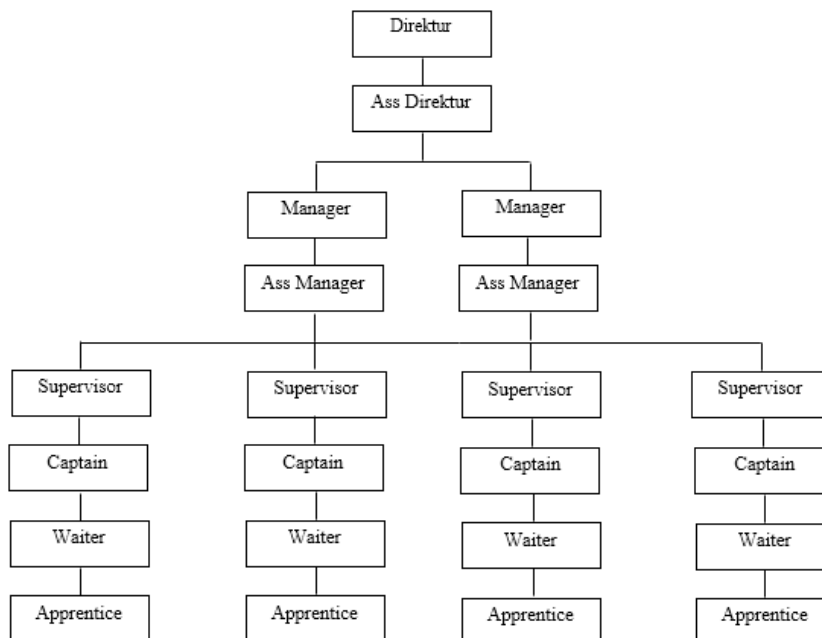 Direktur
Ass Direktur
Manager
Manager
Ass Manager
Ass Manager
Supervisor
Supervisor
Supervisor
Supervisor
Captain
Captain
Captain
Captain
Waiter
Waiter
Waiter
Waiter
Apprentice
Apprentice
Apprentice
Apprentice